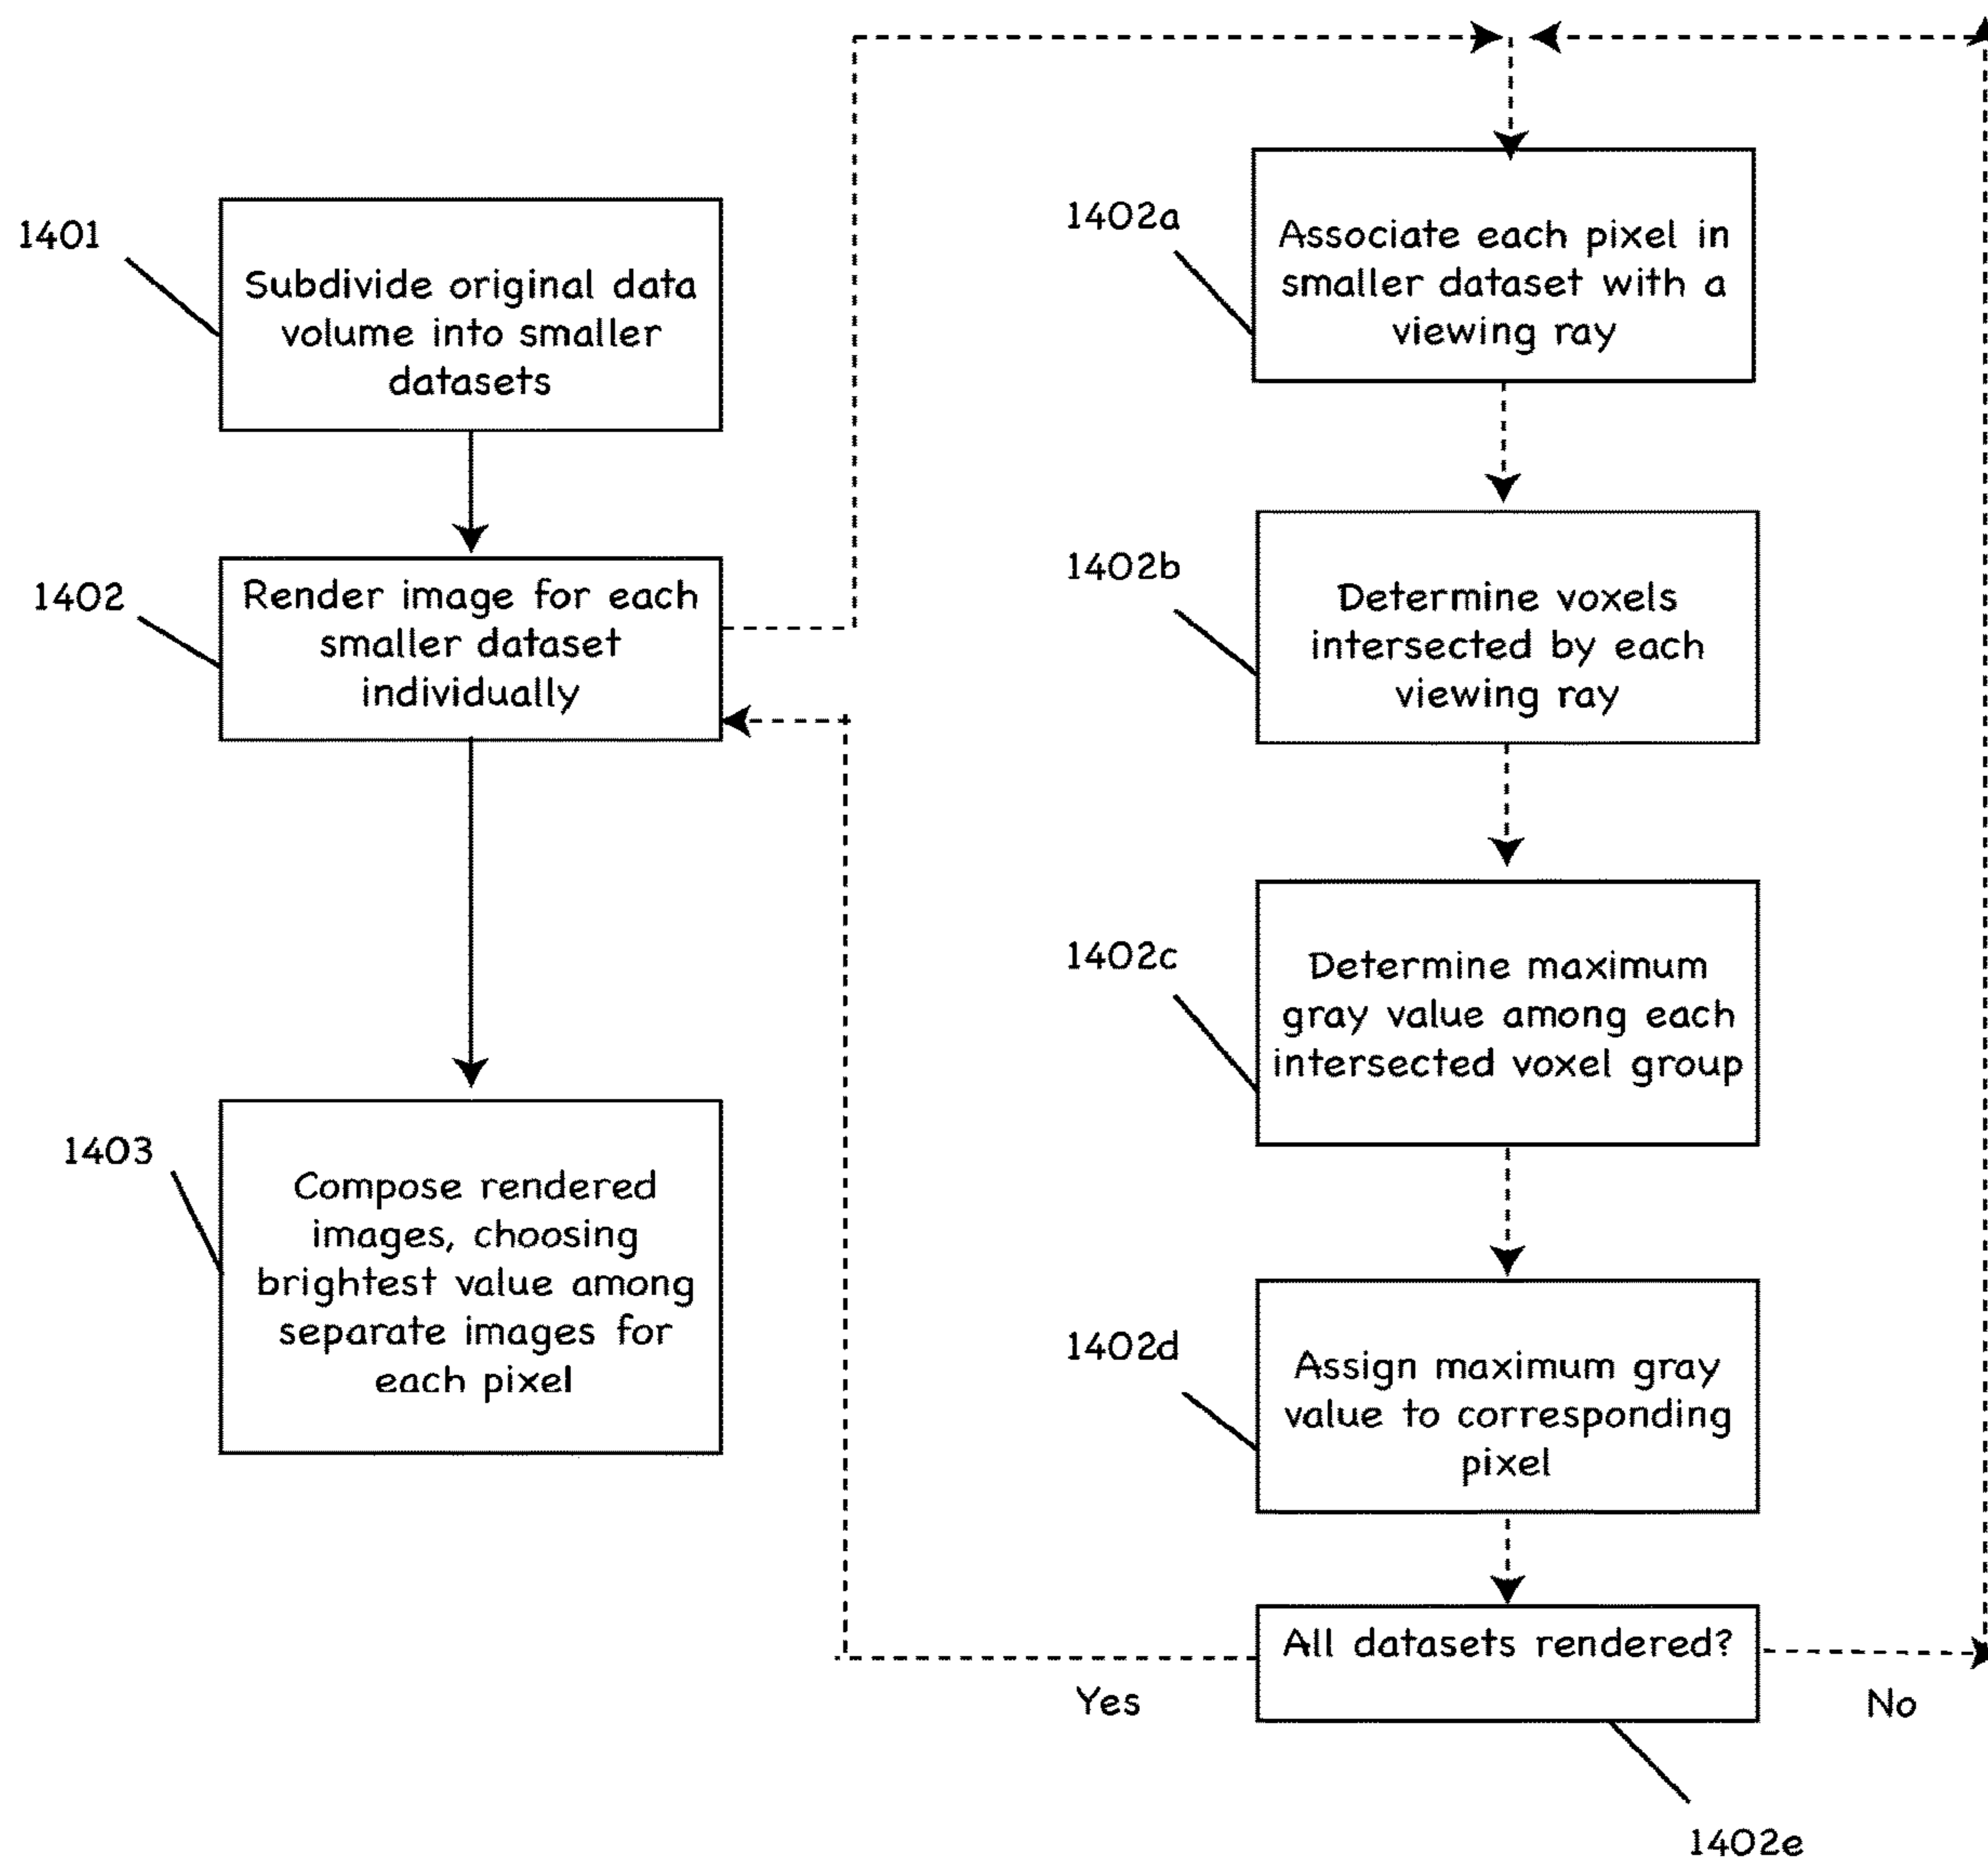 1401
Subdivide original data
volume into smaller
datasets
1402
Render image for each
smaller dataset
individually
1403
Compose rendered
images, choosing
brightest value among
separate images for
each pixel
1402a
Associate each pixel in
smaller dataset with a
viewing ray
1402b
Determine voxels
intersected by each
viewing ray
1402c
Determine maximum
gray value among each
intersected voxel group
1402d
Assign maximum gray
value to corresponding
pixel
All datasets rendered?
Yes
No
1402e